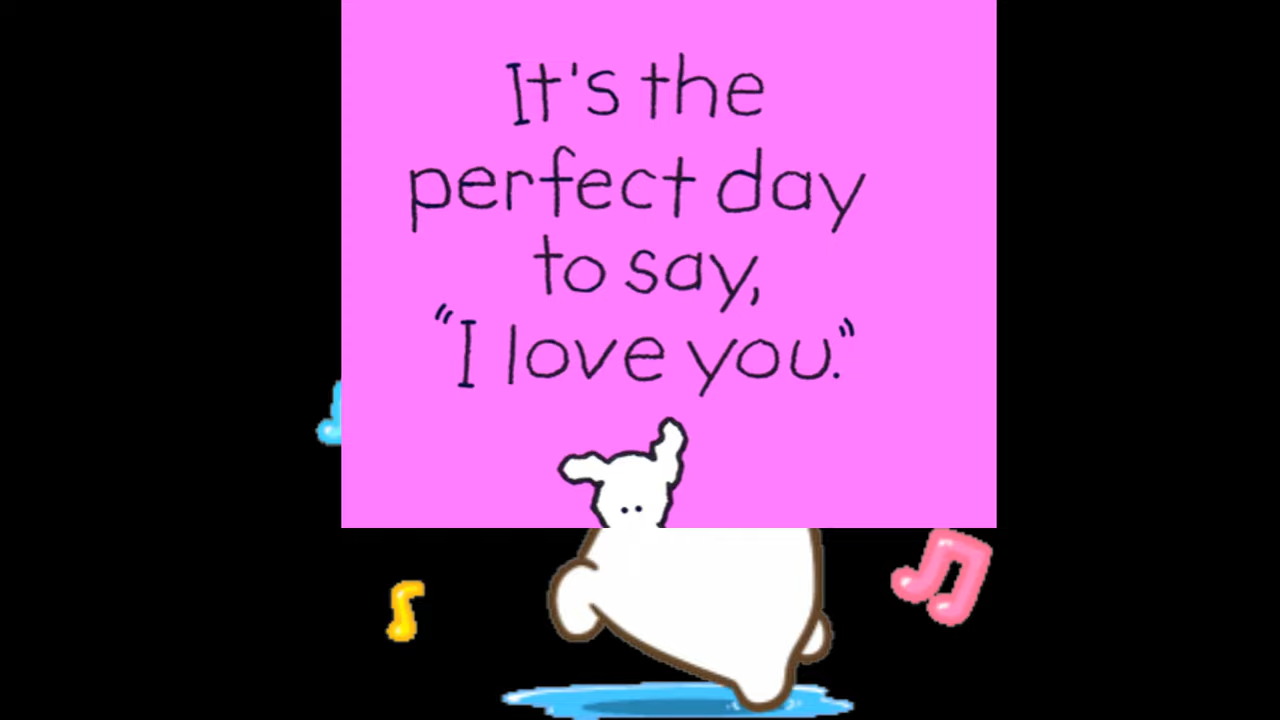 It's the
perfect day
to say,
“I love you.”